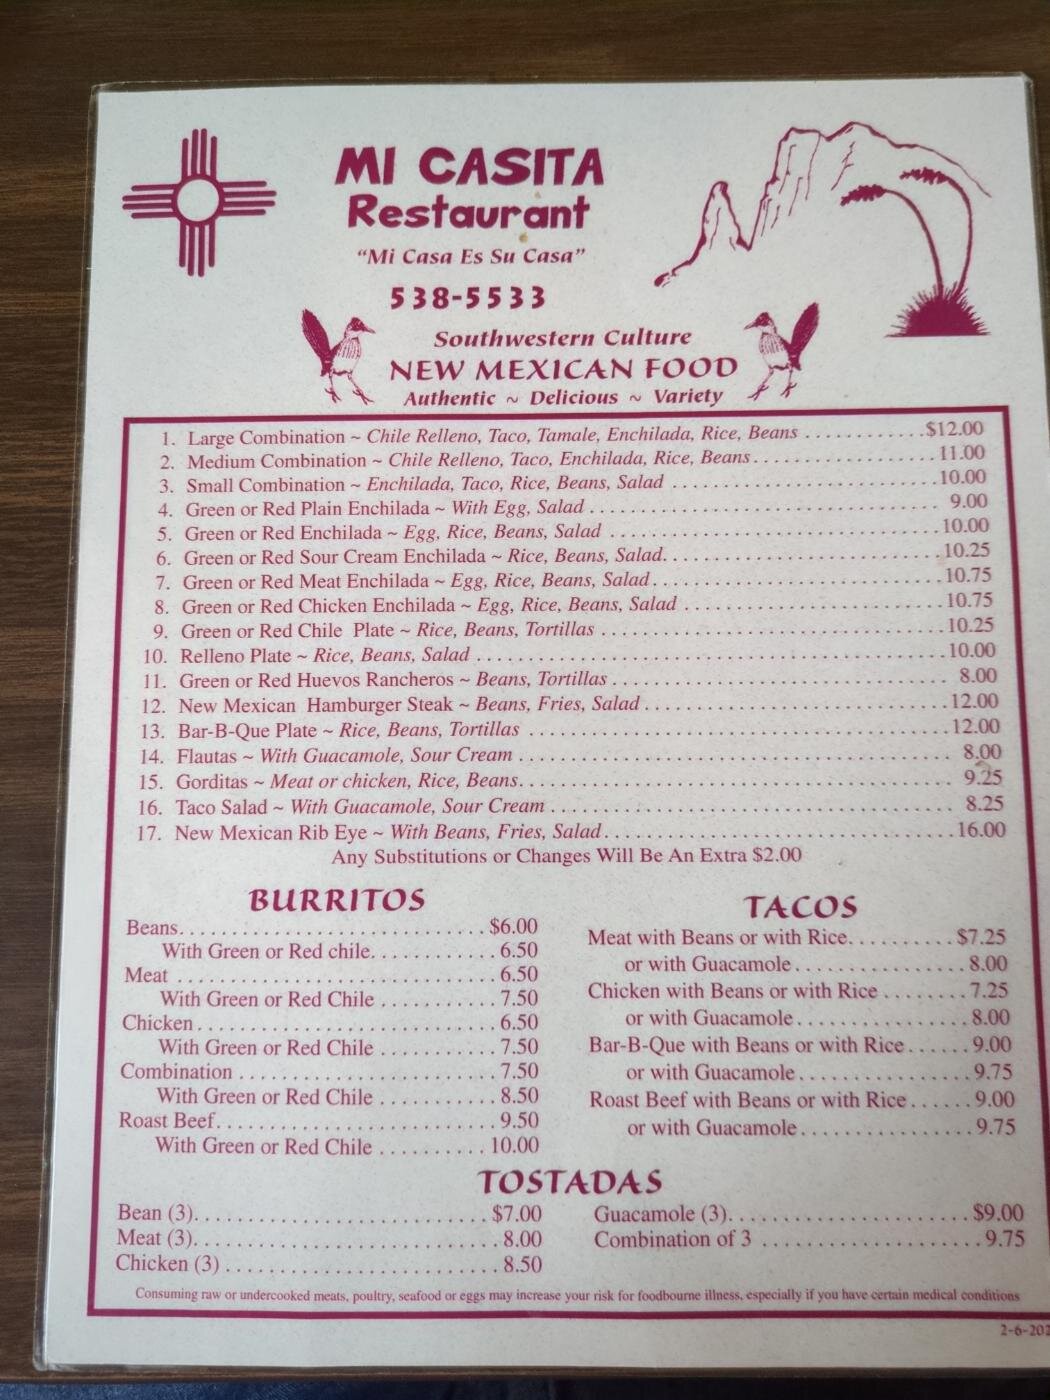 MI CASITA
Restaurant
"Mi Casa Es Su Casa"
538-5533
Southwestern Culture
NEW MEXICAN FOOD
Authentic ~ Delicious ~ Variety
1. Large Combination ~ Chile Relleno, Taco, Tamale, Enchilada, Rice, Beans ............$12.00
2. Medium Combination ~ Chile Relleno, Taco, Enchilada, Rice, Beans...................11.00
3. Small Combination ~ Enchilada, Taco, Rice, Beans, Salad ...........................10.00
4. Green or Red Plain Enchilada ~ With Egg, Salad .................................... 9.00
5. Green or Red Enchilada ~ Egg, Rice, Beans, Salad ..................................10.00
6. Green or Red Sour Cream Enchilada ~ Rice, Beans, Salad............................10.25
7. Green or Red Meat Enchilada ~ Egg, Rice, Beans, Salad.............................10.75
8. Green or Red Chicken Enchilada ~ Egg, Rice, Beans, Salad ..........................10.75
9. Green or Red Chile Plate ~ Rice, Beans, Tortillas ...................................10.25
10. Relleno Plate ~ Rice, Beans, Salad ...............................................10.00
11. Green or Red Huevos Rancheros ~ Beans, Tortillas .................................. 8.00
12. New Mexican Hamburger Steak ~ Beans, Fries, Salad ...............................12.00
13. Bar-B-Que Plate ~ Rice, Beans, Tortillas ..........................................12.00
14. Flautas ~ With Guacamole, Sour Cream ............................................ 8.00
15. Gorditas ~ Meat or chicken, Rice, Beans........................................... 9.25
16. Taco Salad ~ With Guacamole, Sour Cream ......................................... 8.25
17. New Mexican Rib Eye ~ With Beans, Fries, Salad...................................16.00
Any Substitutions or Changes Will Be An Extra $2.00
BURRITOS
Beans............................$6.00
With Green or Red chile............6.50
Meat .............................6.50
With Green or Red Chile ...........7.50
Chicken...........................6.50
With Green or Red Chile ...........7.50
Combination .......................7.50
With Green or Red Chile ...........8.50
Roast Beef.........................9.50
With Green or Red Chile ..........10.00
TACOS
Meat with Beans or with Rice..........$7.25
or with Guacamole................8.00
Chicken with Beans or with Rice ........7.25
or with Guacamole................8.00
Bar-B-Que with Beans or with Rice......9.00
or with Guacamole................9.75
Roast Beef with Beans or with Rice......9.00
or with Guacamole................9.75
TOSTADAS
Bean (3)...........................$7.00
Meat (3)............................8.00
Chicken (3) .........................8.50
Guacamole (3)......................$9.00
Combination of 3 ....................9.75
Consuming raw or undercooked meats, poultry, seafood or eggs may increase your risk for foodbourne illness, especially if you have certain medical conditions
2-6-202